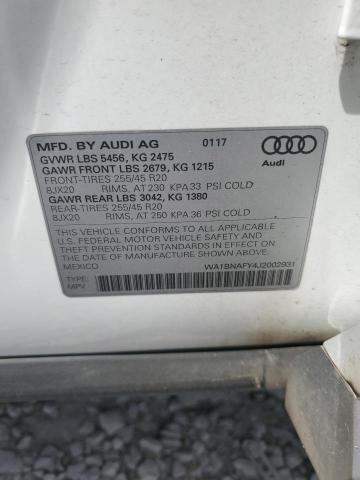 MFD. BY AUDI AG 0117
GVWR LBS 5456, KG 2475
GAWR FRONT LBS 2679, KG 1215
FRONT-TIRES 255/45 R20
8JX20 RIMS, AT 230 KPA 33 PSI COLD
GAWR REAR LBS 3042, KG 1380
REAR-TIRES 255/45 R20
8JX20 RIMS, AT 250 KPA 36 PSI COLD
THIS VEHICLE CONFORMS TO ALL APPLICABLE
U.S. FEDERAL MOTOR VEHICLE SAFETY AND
THEFT PREVENTION STANDARDS IN EFFECT ON
THE DATE OF MANUFACTURE SHOWN ABOVE.
MEXICO
WA1BNAFY4J2002931
TYPE:
MPV